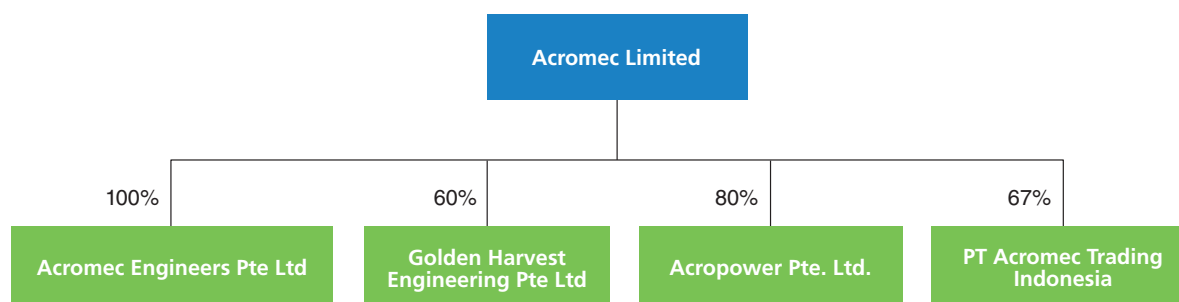 Acromec Limited
100%
60%
80%
67%
Acromec Engineers Pte Ltd
Golden Harvest
Engineering Pte Ltd
Acropower Pte. Ltd.
PT Acromec Trading
Indonesia